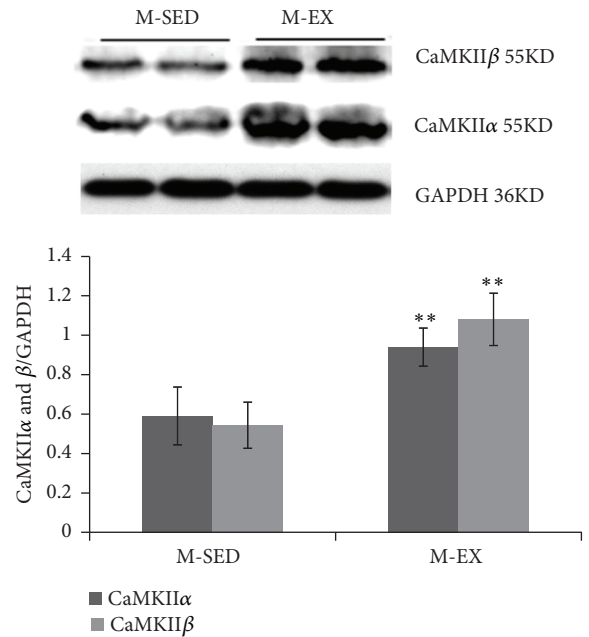 M-SED M-EX
CaMKIIβ 55KD
CaMKIIα 55KD
GAPDH 36KD
CaMKIIα and β/GAPDH
1.4
1.2
1
0.8
0.6
0.4
0.2
0
**
**
M-SED M-EX
CaMKIIα
CaMKIIβ